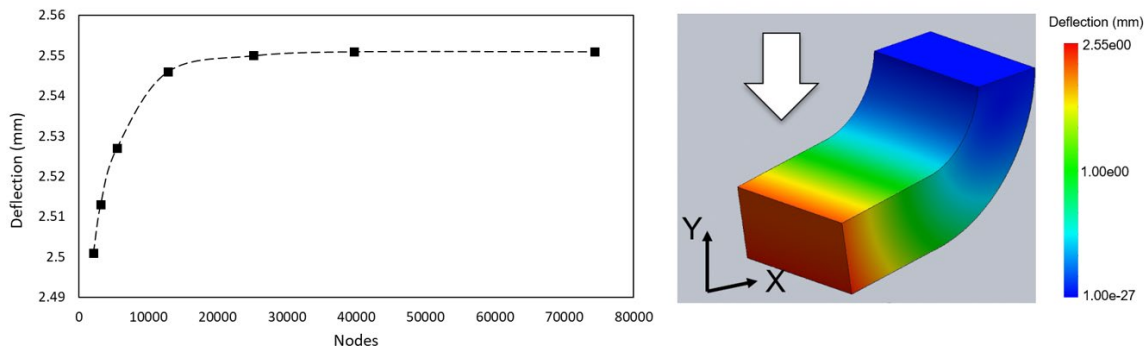 2.56
2.55
2.54
2.53
2.52
2.51
2.5
2.49
Deflection (mm)
0 10000 20000 30000 40000 50000 60000 70000 80000
Nodes
Y
X
Deflection (mm)
2.55e00
1.00e00
1.00e-27